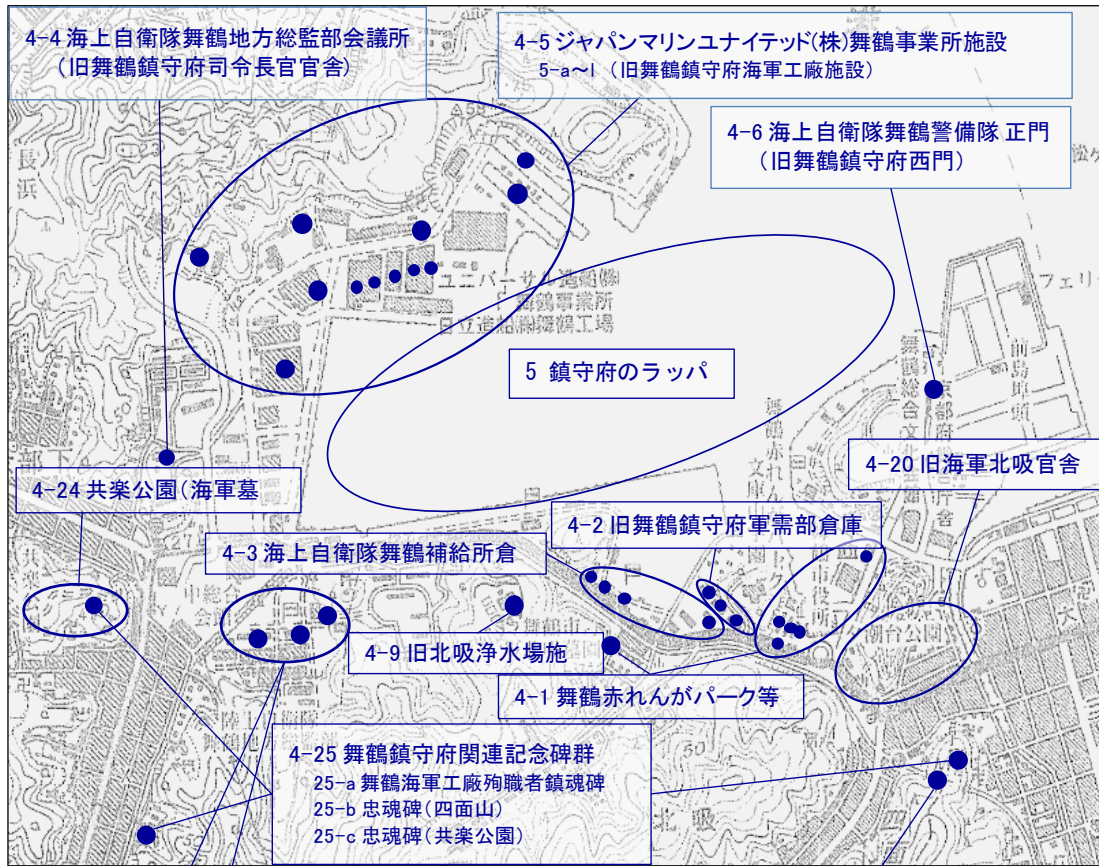 4-4 海上自衛隊舞鶴地方総監部会議所
（旧舞鶴鎮守府司令長官官舎）
4-5 ジャパンマリンユナイテッド(株)舞鶴事業所施設
5-a～l （旧舞鶴鎮守府海軍工廠施設）
4-6 海上自衛隊舞鶴警備隊 正門
（旧舞鶴鎮守府西門）
長浜
松ケ
ユニバーサル造船㈱
舞鶴事業所
日立造船㈱舞鶴工場
フェリー
前島埠頭
5 鎮守府のラッパ
4-20 旧海軍北吸官舎
4-24 共楽公園（海軍墓
4-2 旧舞鶴鎮守府軍需部倉庫
4-3 海上自衛隊舞鶴補給所倉
4-9 旧北吸浄水場施
4-1 舞鶴赤れんがパーク等
潮台公園
4-25 舞鶴鎮守府関連記念碑群
25-a 舞鶴海軍工廠殉職者鎮魂碑
25-b 忠魂碑（四面山）
25-c 忠魂碑（共楽公園）
50
北吸